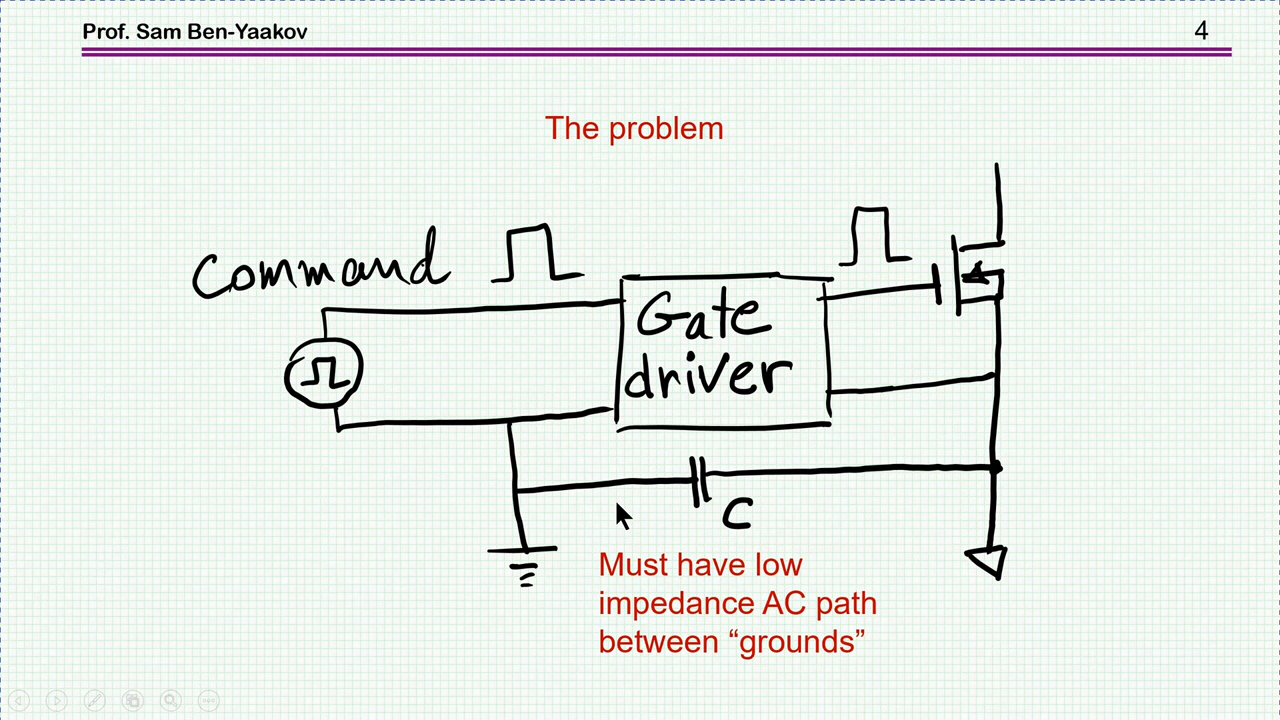 Prof. Sam Ben-Yaakov
4
The problem
Command
Gate
driver
C
Must have low
impedance AC path
between “grounds”